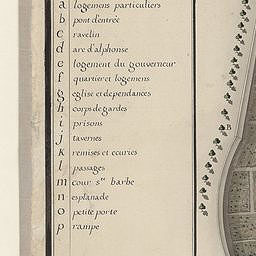 a logemens particuliers
b pont d'entrée
c ravelin
d arc d'alphonse
e logement du gouverneur
f quartier et logemens
g eglise et dependances
h corps de gardes
i prisons
j tavernes
k remises et ecuries
l passages
m cour ste barbe
n esplanade
o petite porte
p rampe
B